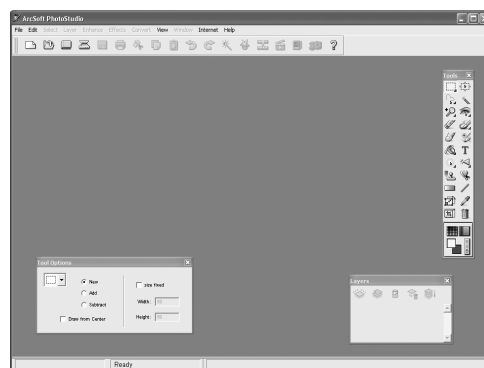 ArcSoft PhotoStudio
File Edit Select Layer Enhance Effects Convert View Window Internet Help
Tools
T
Tool Options
New
Add
Subtract
Draw from Center
size fixed
Width:
Height:
Layers
Ready